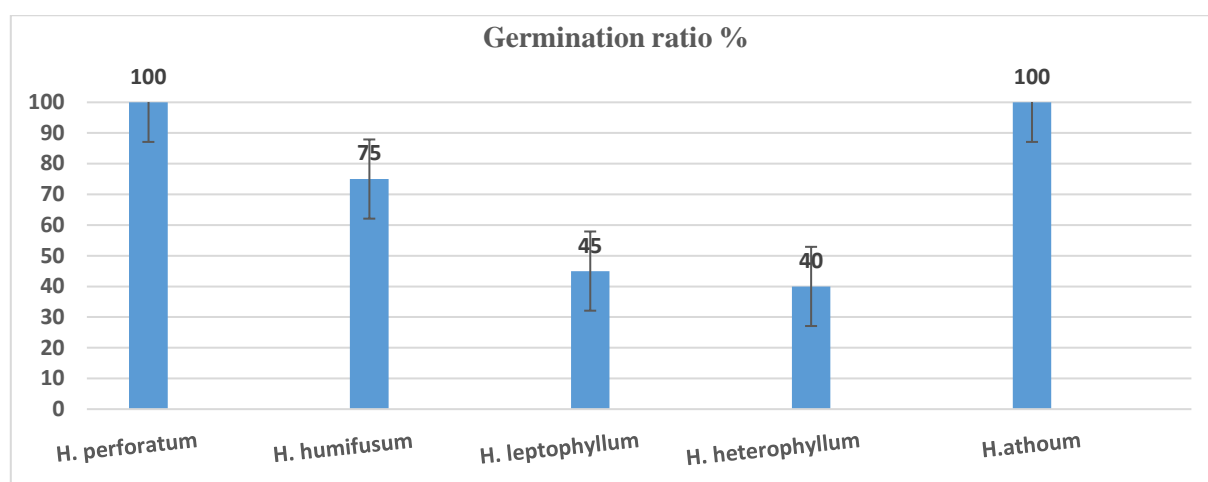 Germination ratio %
100
75
45
40
100
100
90
80
70
60
50
40
30
20
10
0
H. perforatum
H. humifusum
H. leptophyllum
H. heterophyllum
H.athoum